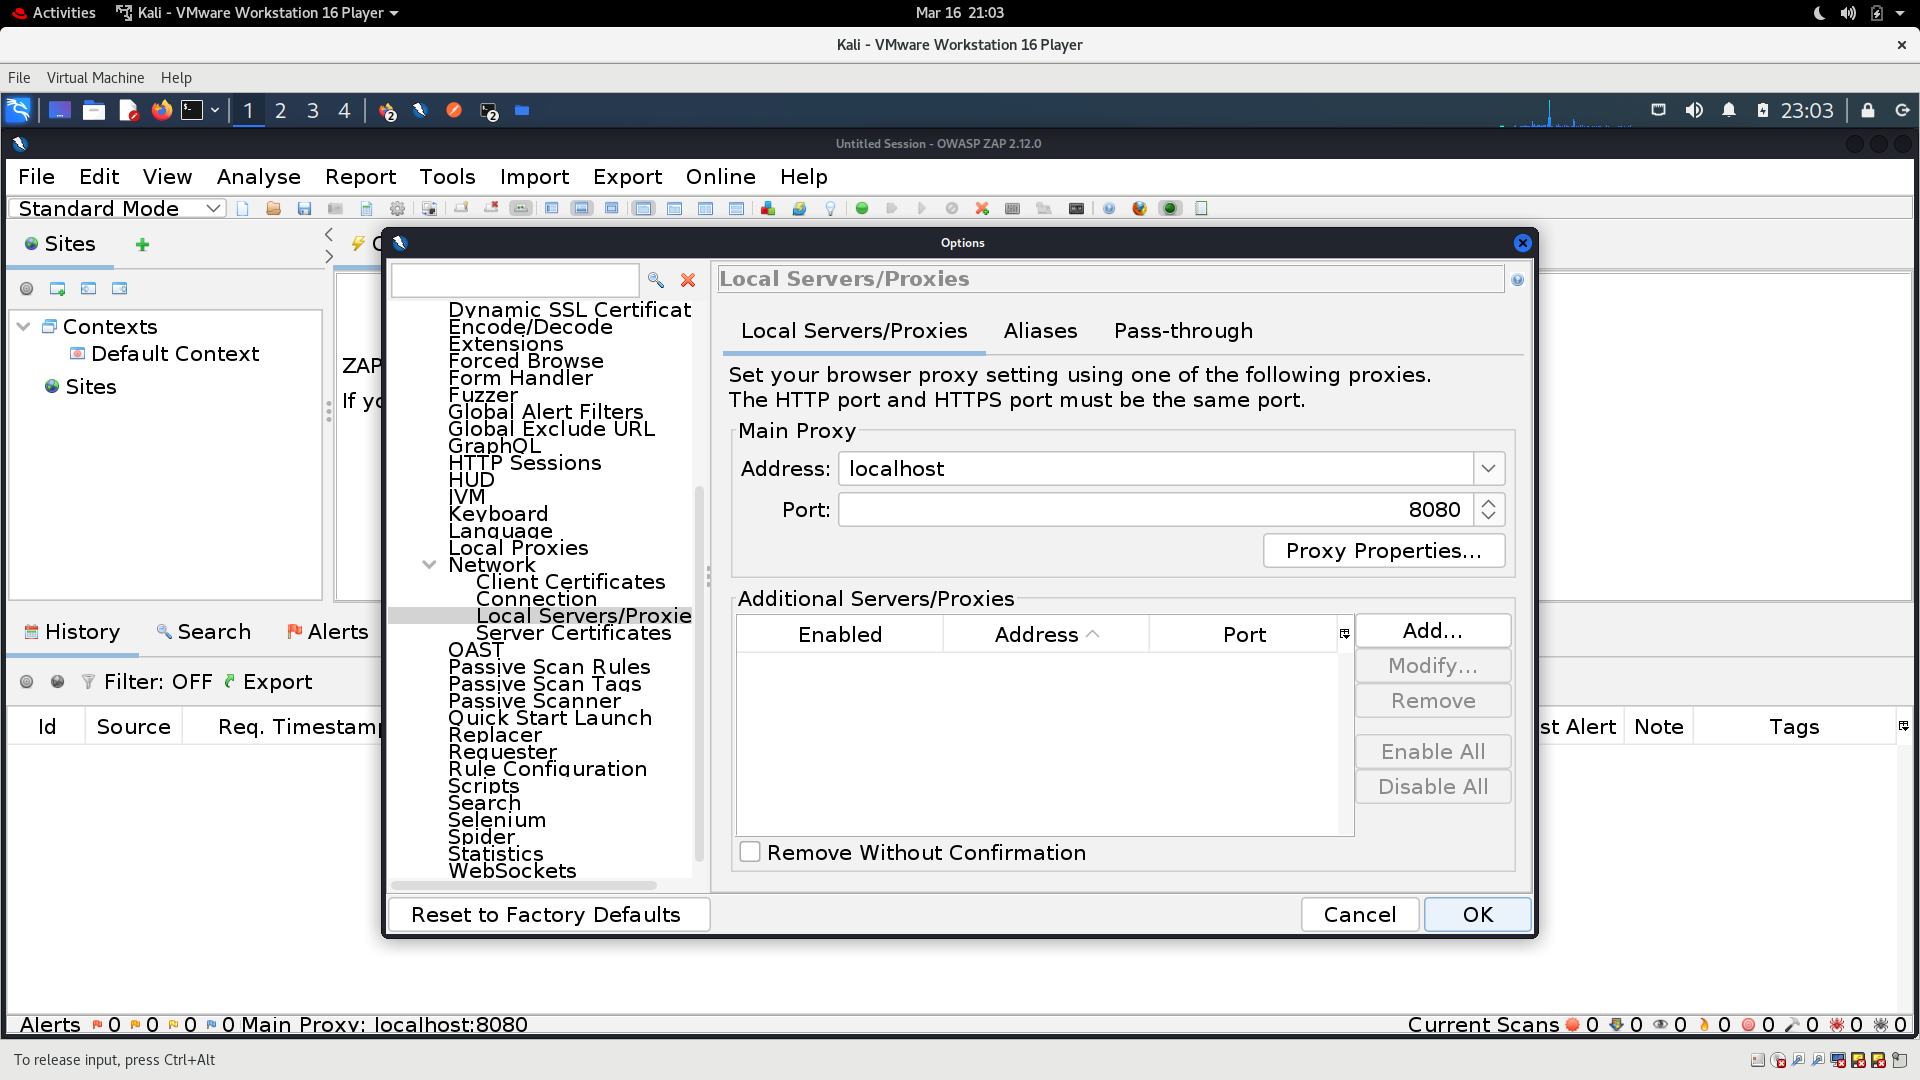 Activities
Kali - VMware Workstation 16 Player
Mar 16 21:03
Kali - VMware Workstation 16 Player
File Virtual Machine Help
1 2 3 4
2
2
23:03
Untitled Session - OWASP ZAP 2.12.0
File Edit View Analyse Report Tools Import Export Online Help
Standard Mode
Sites
Contexts
Default Context
Sites
ZAP
If yo
Options
Dynamic SSL Certificat
Encode/Decode
Extensions
Forced Browse
Form Handler
Fuzzer
Global Alert Filters
Global Exclude URL
GraphQL
HTTP Sessions
HUD
JVM
Keyboard
Language
Local Proxies
Network
Client Certificates
Connection
Local Servers/Proxie
Server Certificates
OAST
Passive Scan Rules
Passive Scan Tags
Passive Scanner
Quick Start Launch
Replacer
Requester
Rule Configuration
Scripts
Search
Selenium
Spider
Statistics
WebSockets
Reset to Factory Defaults
Local Servers/Proxies
Local Servers/Proxies Aliases Pass-through
Set your browser proxy setting using one of the following proxies.
The HTTP port and HTTPS port must be the same port.
Main Proxy
Address: localhost
Port: 8080
Proxy Properties...
Additional Servers/Proxies
Enabled Address Port
Add...
Modify...
Remove
Enable All
Disable All
Remove Without Confirmation
Cancel OK
History Search Alerts
Filter: OFF Export
Id Source Req. Timestamp
st Alert Note Tags
Alerts 0 0 0 0 Main Proxy: localhost:8080
Current Scans 0 0 0 0 0 0 0 0
To release input, press Ctrl+Alt